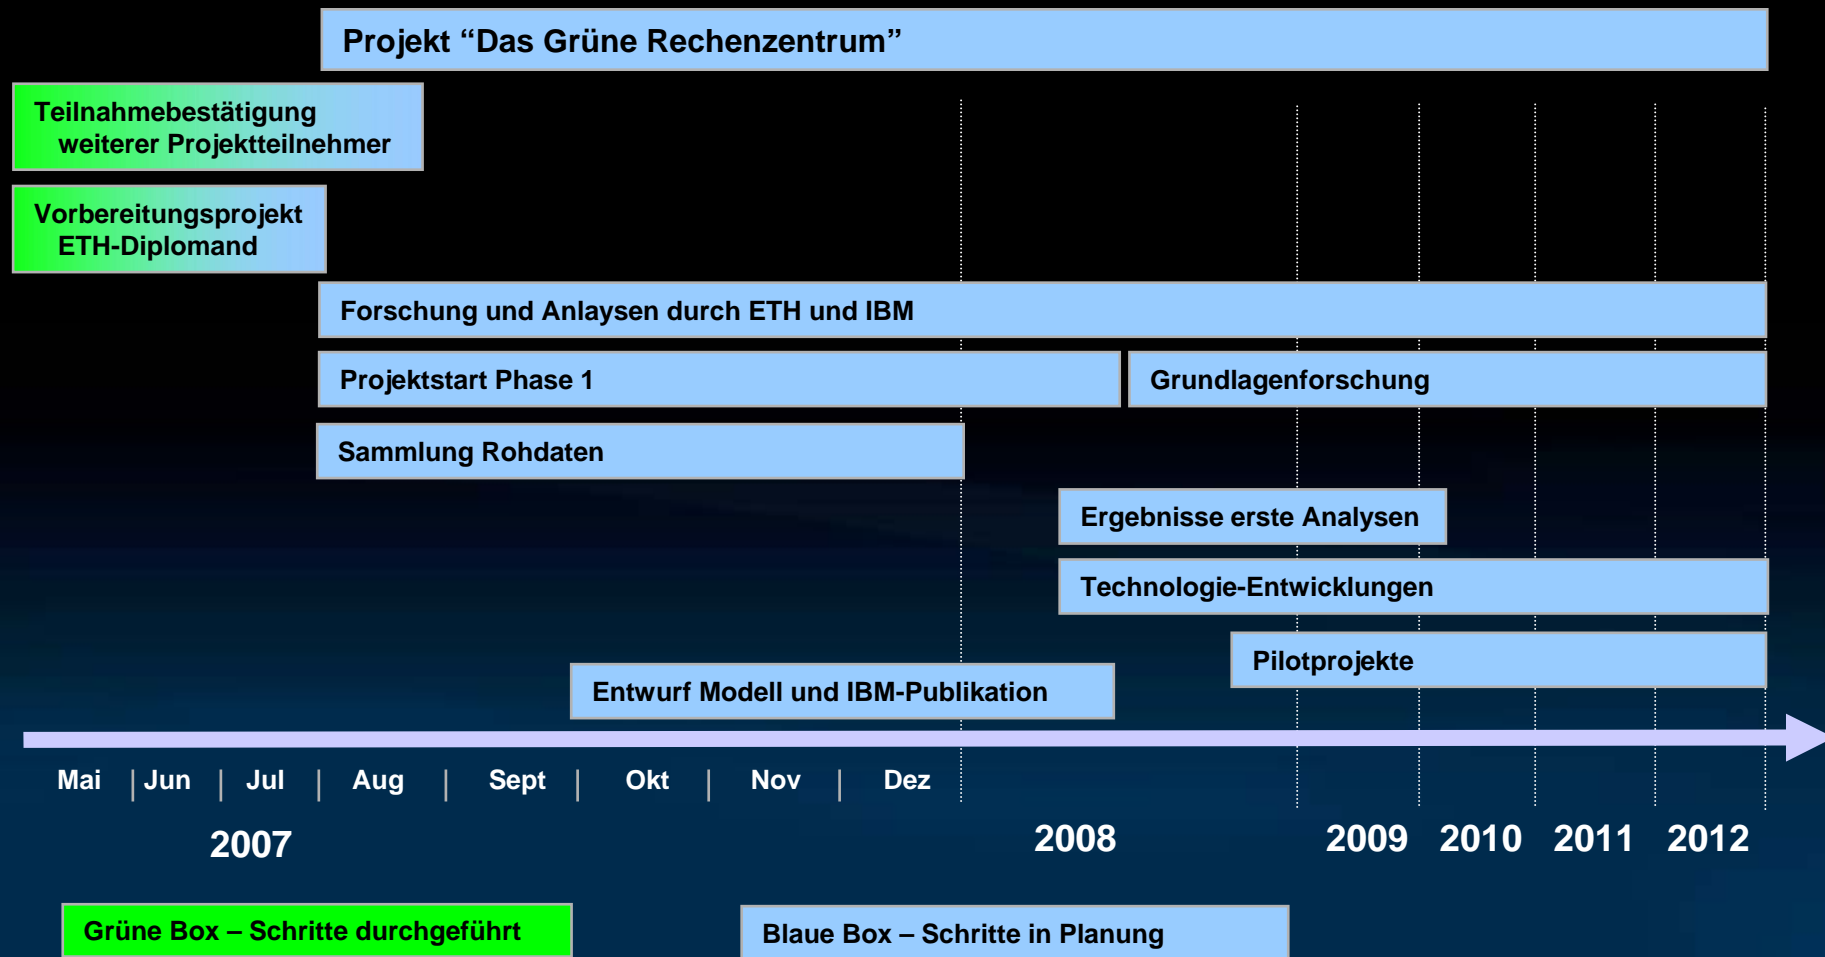 Projekt “Das Grüne Rechenzentrum”
Teilnahmebestätigung
weiterer Projektteilnehmer
Vorbereitungsprojekt
ETH-Diplomand
Forschung und Anlaysen durch ETH und IBM
Projektstart Phase 1
Grundlagenforschung
Sammlung Rohdaten
Ergebnisse erste Analysen
Technologie-Entwicklungen
Pilotprojekte
Entwurf Modell und IBM-Publikation
Mai Jun Jul Aug Sept Okt Nov Dez
2007 2008 2009 2010 2011 2012
Grüne Box – Schritte durchgeführt
Blaue Box – Schritte in Planung